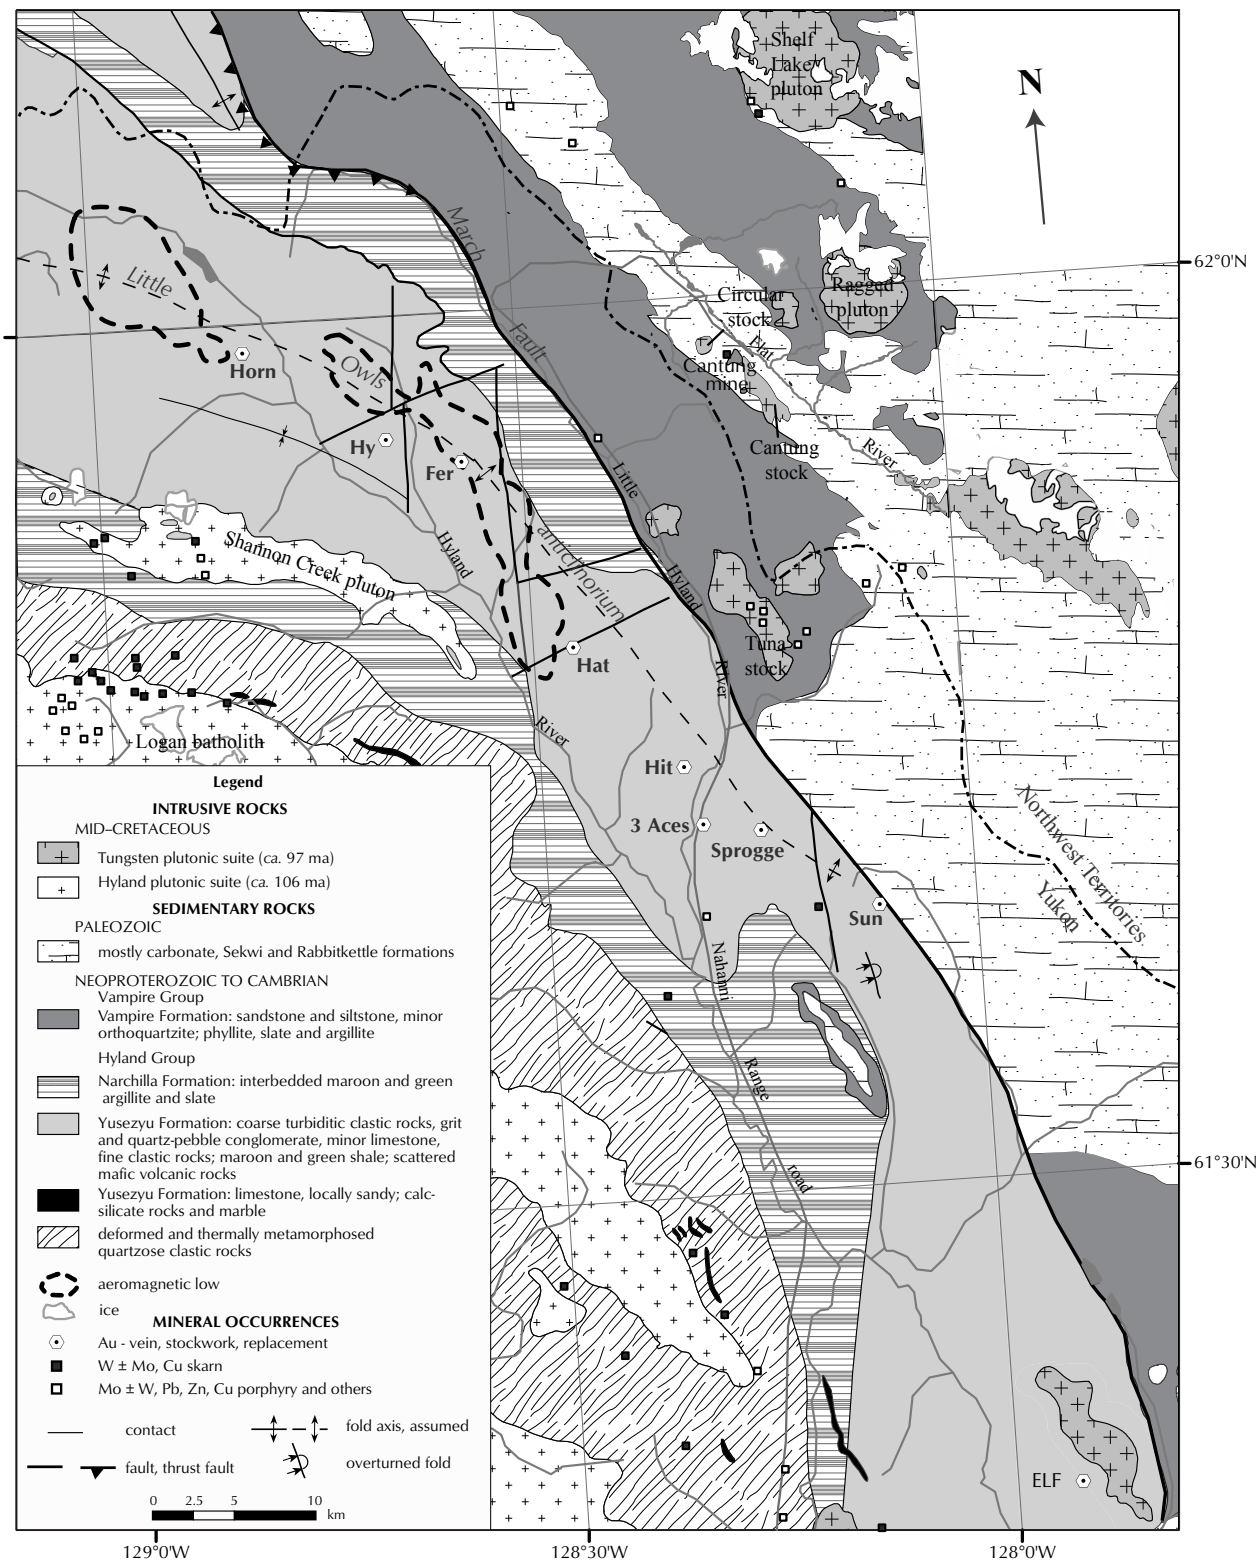 Shelf
Lake
pluton
N
March
62°0'N
Little
Circular
stock
Ragged
pluton
Fault
Flat
Horn
Owls
Cantung
mine
Hy
Fer
Cantung
stock
River
Little
anticlinorium
Shannon Creek pluton
Hyland
Hyland
Hat
Tuna
stock
River
River
Logan batholith
Hit
3 Aces
Sprogge
Northwest Territories
Yukon
Sun
Nahanni
Range
road
61°30'N
ELF
Legend
INTRUSIVE ROCKS
MID–CRETACEOUS
Tungsten plutonic suite (ca. 97 ma)
Hyland plutonic suite (ca. 106 ma)
SEDIMENTARY ROCKS
PALEOZOIC
mostly carbonate, Sekwi and Rabbitkettle formations
NEOPROTEROZOIC TO CAMBRIAN
Vampire Group
Vampire Formation: sandstone and siltstone, minor
orthoquartzite; phyllite, slate and argillite
Hyland Group
Narchilla Formation: interbedded maroon and green
argillite and slate
Yusezyu Formation: coarse turbiditic clastic rocks, grit
and quartz-pebble conglomerate, minor limestone,
fine clastic rocks; maroon and green shale; scattered
mafic volcanic rocks
Yusezyu Formation: limestone, locally sandy; calc-
silicate rocks and marble
deformed and thermally metamorphosed
quartzose clastic rocks
aeromagnetic low
ice
MINERAL OCCURRENCES
Au - vein, stockwork, replacement
W ± Mo, Cu skarn
Mo ± W, Pb, Zn, Cu porphyry and others
contact
fold axis, assumed
fault, thrust fault
overturned fold
0 2.5 5 10
km
129°0'W 128°30'W 128°0'W